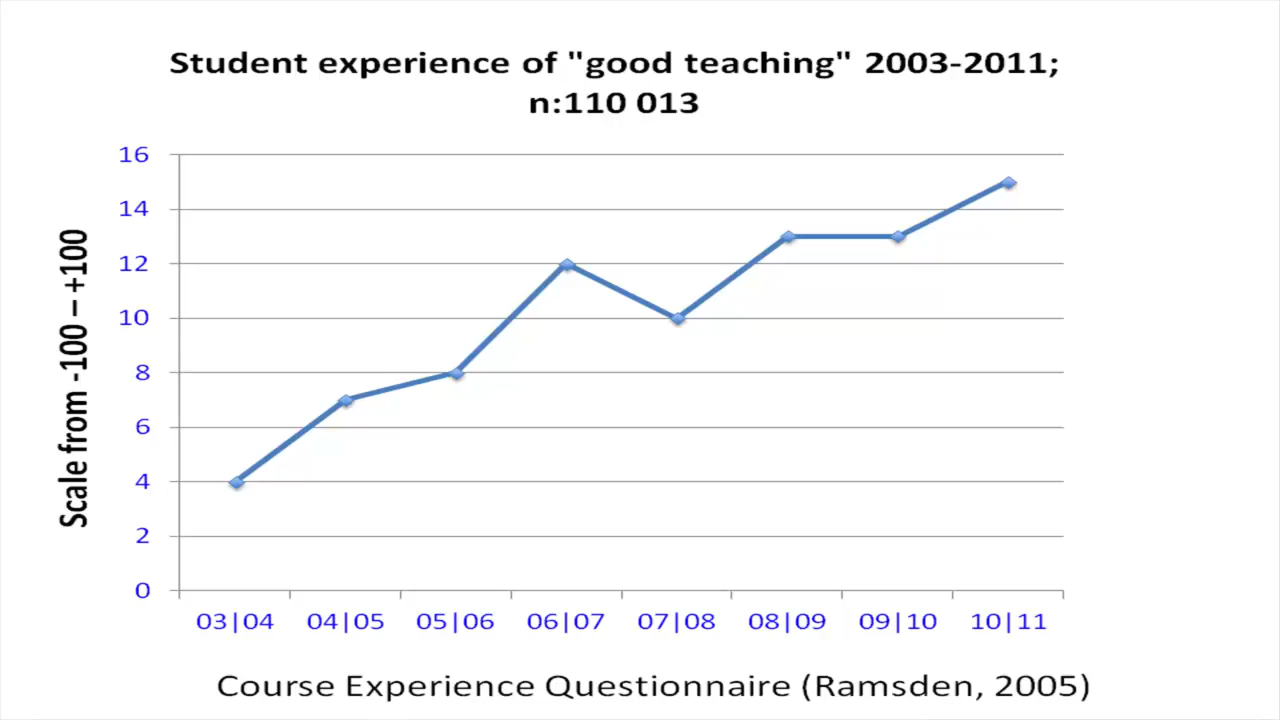 Student experience of "good teaching" 2003-2011;
n:110 013
Scale from -100 – +100
16
14
12
10
8
6
4
2
0
03|04 04|05 05|06 06|07 07|08 08|09 09|10 10|11
Course Experience Questionnaire (Ramsden, 2005)